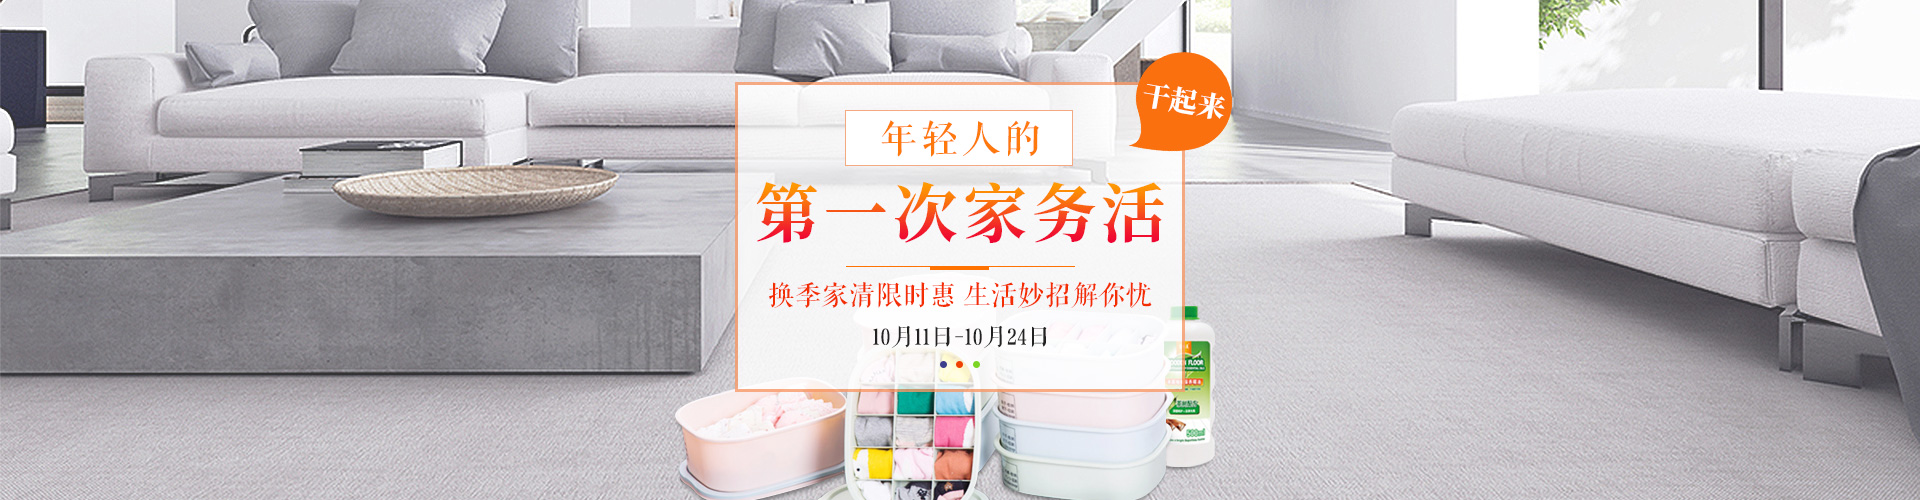 干起来
年轻人的
第一次家务活
换季家清限时惠 生活妙招解你忧
10月11日-10月24日
FLOOR
500ml